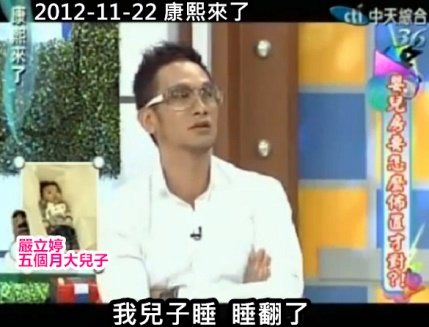 2012-11-22 康熙來了
康熙來了
cti 中天綜合
36
嬰兒房要怎麼佈置才對?!
嚴立婷
五個月大兒子
我兒子睡 睡翻了